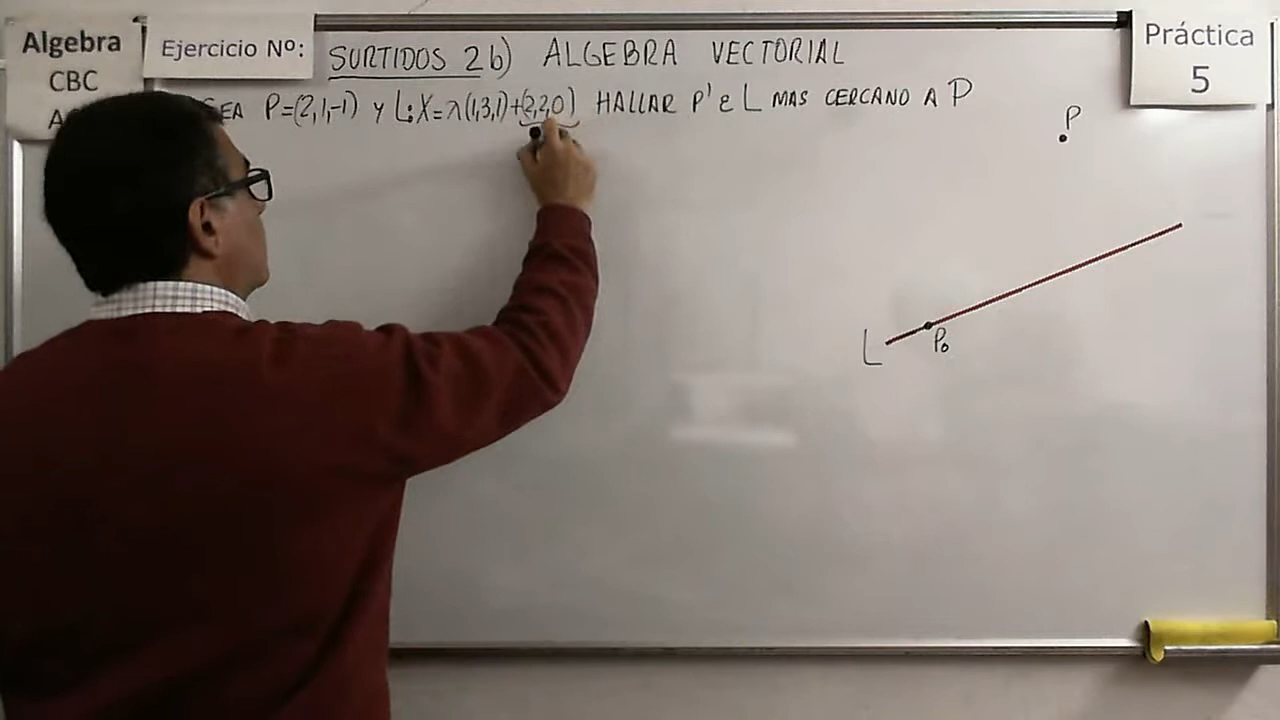 Algebra
CBC
Ejercicio Nº:
SURTIDOS 2b) ALGEBRA VECTORIAL
Práctica
5
EA P=(2,1,-1) y L:X=λ(1,3,1)+(2,2,0) HALLAR P' ε L MAS CERCANO A P
P
P₀
L